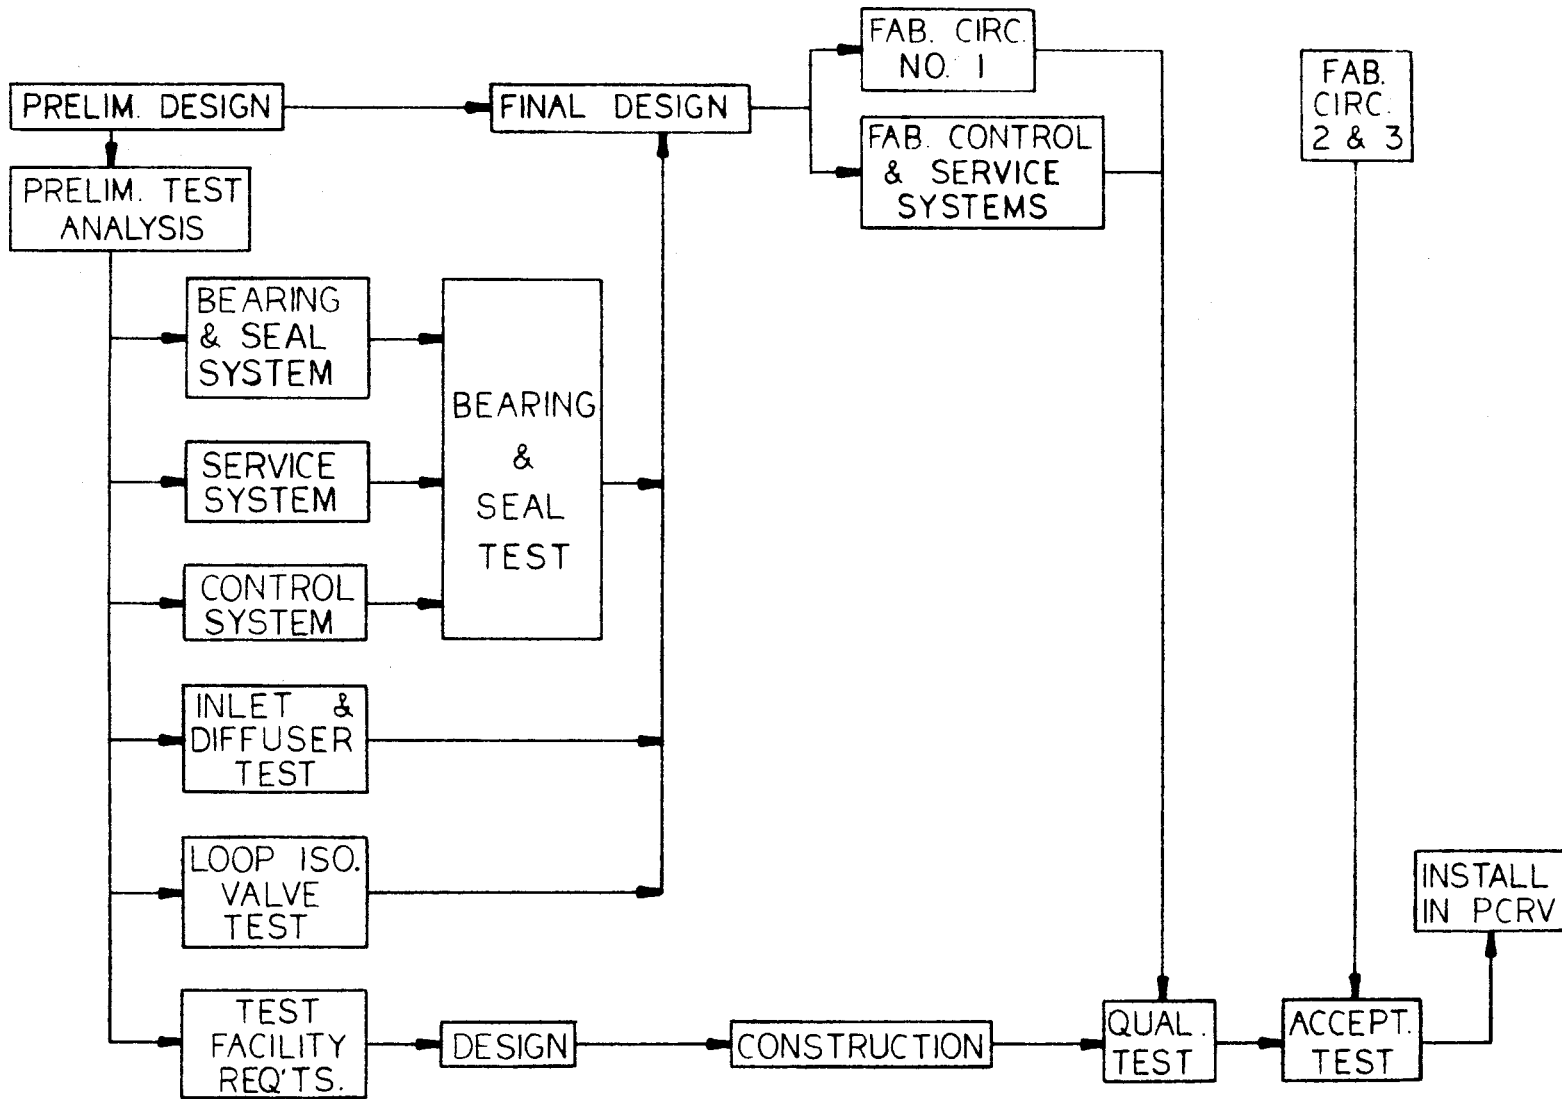 PRELIM. DESIGN
PRELIM. TEST
ANALYSIS
FINAL DESIGN
FAB. CIRC.
NO. 1
FAB. CONTROL
& SERVICE
SYSTEMS
FAB.
CIRC.
2 & 3
BEARING
& SEAL
SYSTEM
SERVICE
SYSTEM
CONTROL
SYSTEM
BEARING
&
SEAL
TEST
INLET &
DIFFUSER
TEST
LOOP ISO.
VALVE
TEST
TEST
FACILITY
REQ'TS.
DESIGN
CONSTRUCTION
QUAL.
TEST
ACCEPT.
TEST
INSTALL
IN PCRV